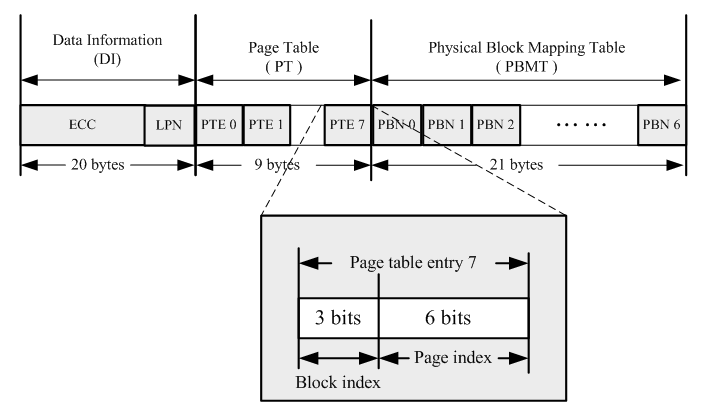 Data Information
(DI)
Page Table
( PT )
Physical Block Mapping Table
( PBMT )
ECC LPN PTE 0 PTE 1 PTE 7 PBN 0 PBN 1 PBN 2 ... ... PBN 6
20 bytes 9 bytes 21 bytes
Page table entry 7
3 bits 6 bits
Page index
Block index